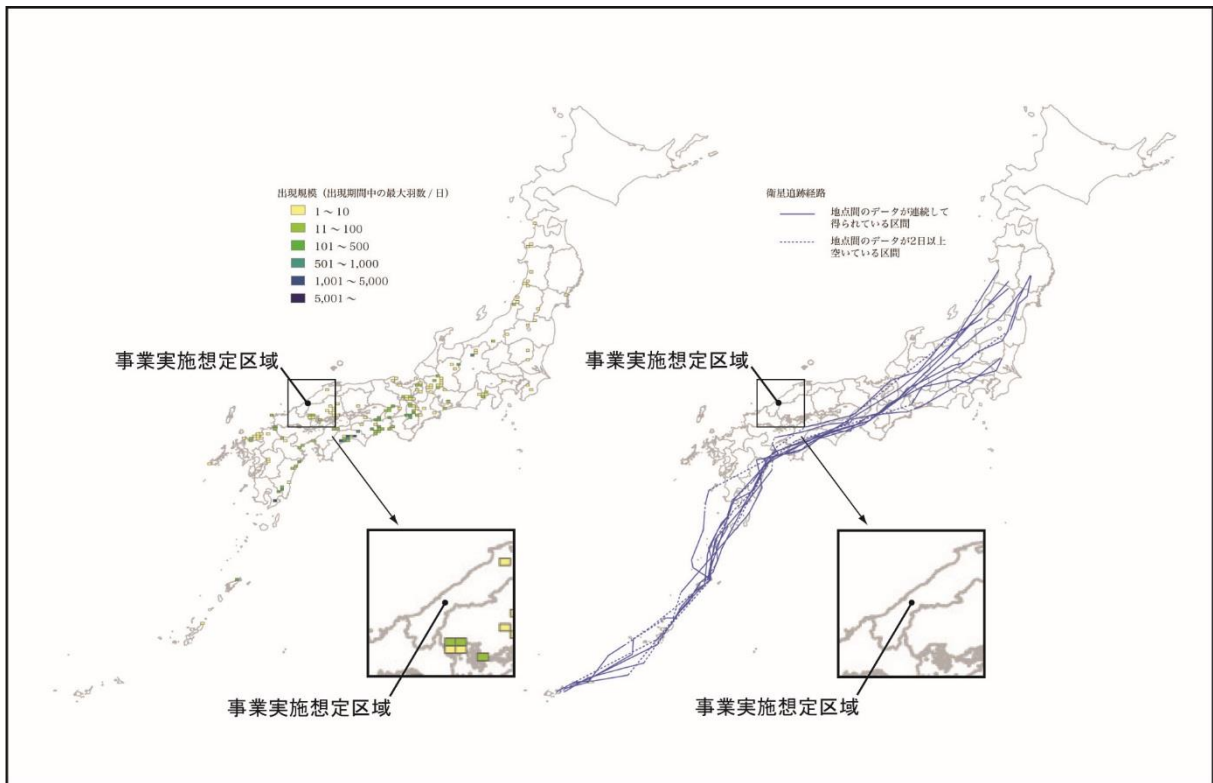 出現規模（出現期間中の最大羽数 / 日）
1～10
11～100
101～500
501～1,000
1,001～5,000
5,001～
事業実施想定区域
事業実施想定区域
衛星追跡経路
地点間のデータが連続して
得られている区間
地点間のデータが2日以上
空いている区間
事業実施想定区域
事業実施想定区域